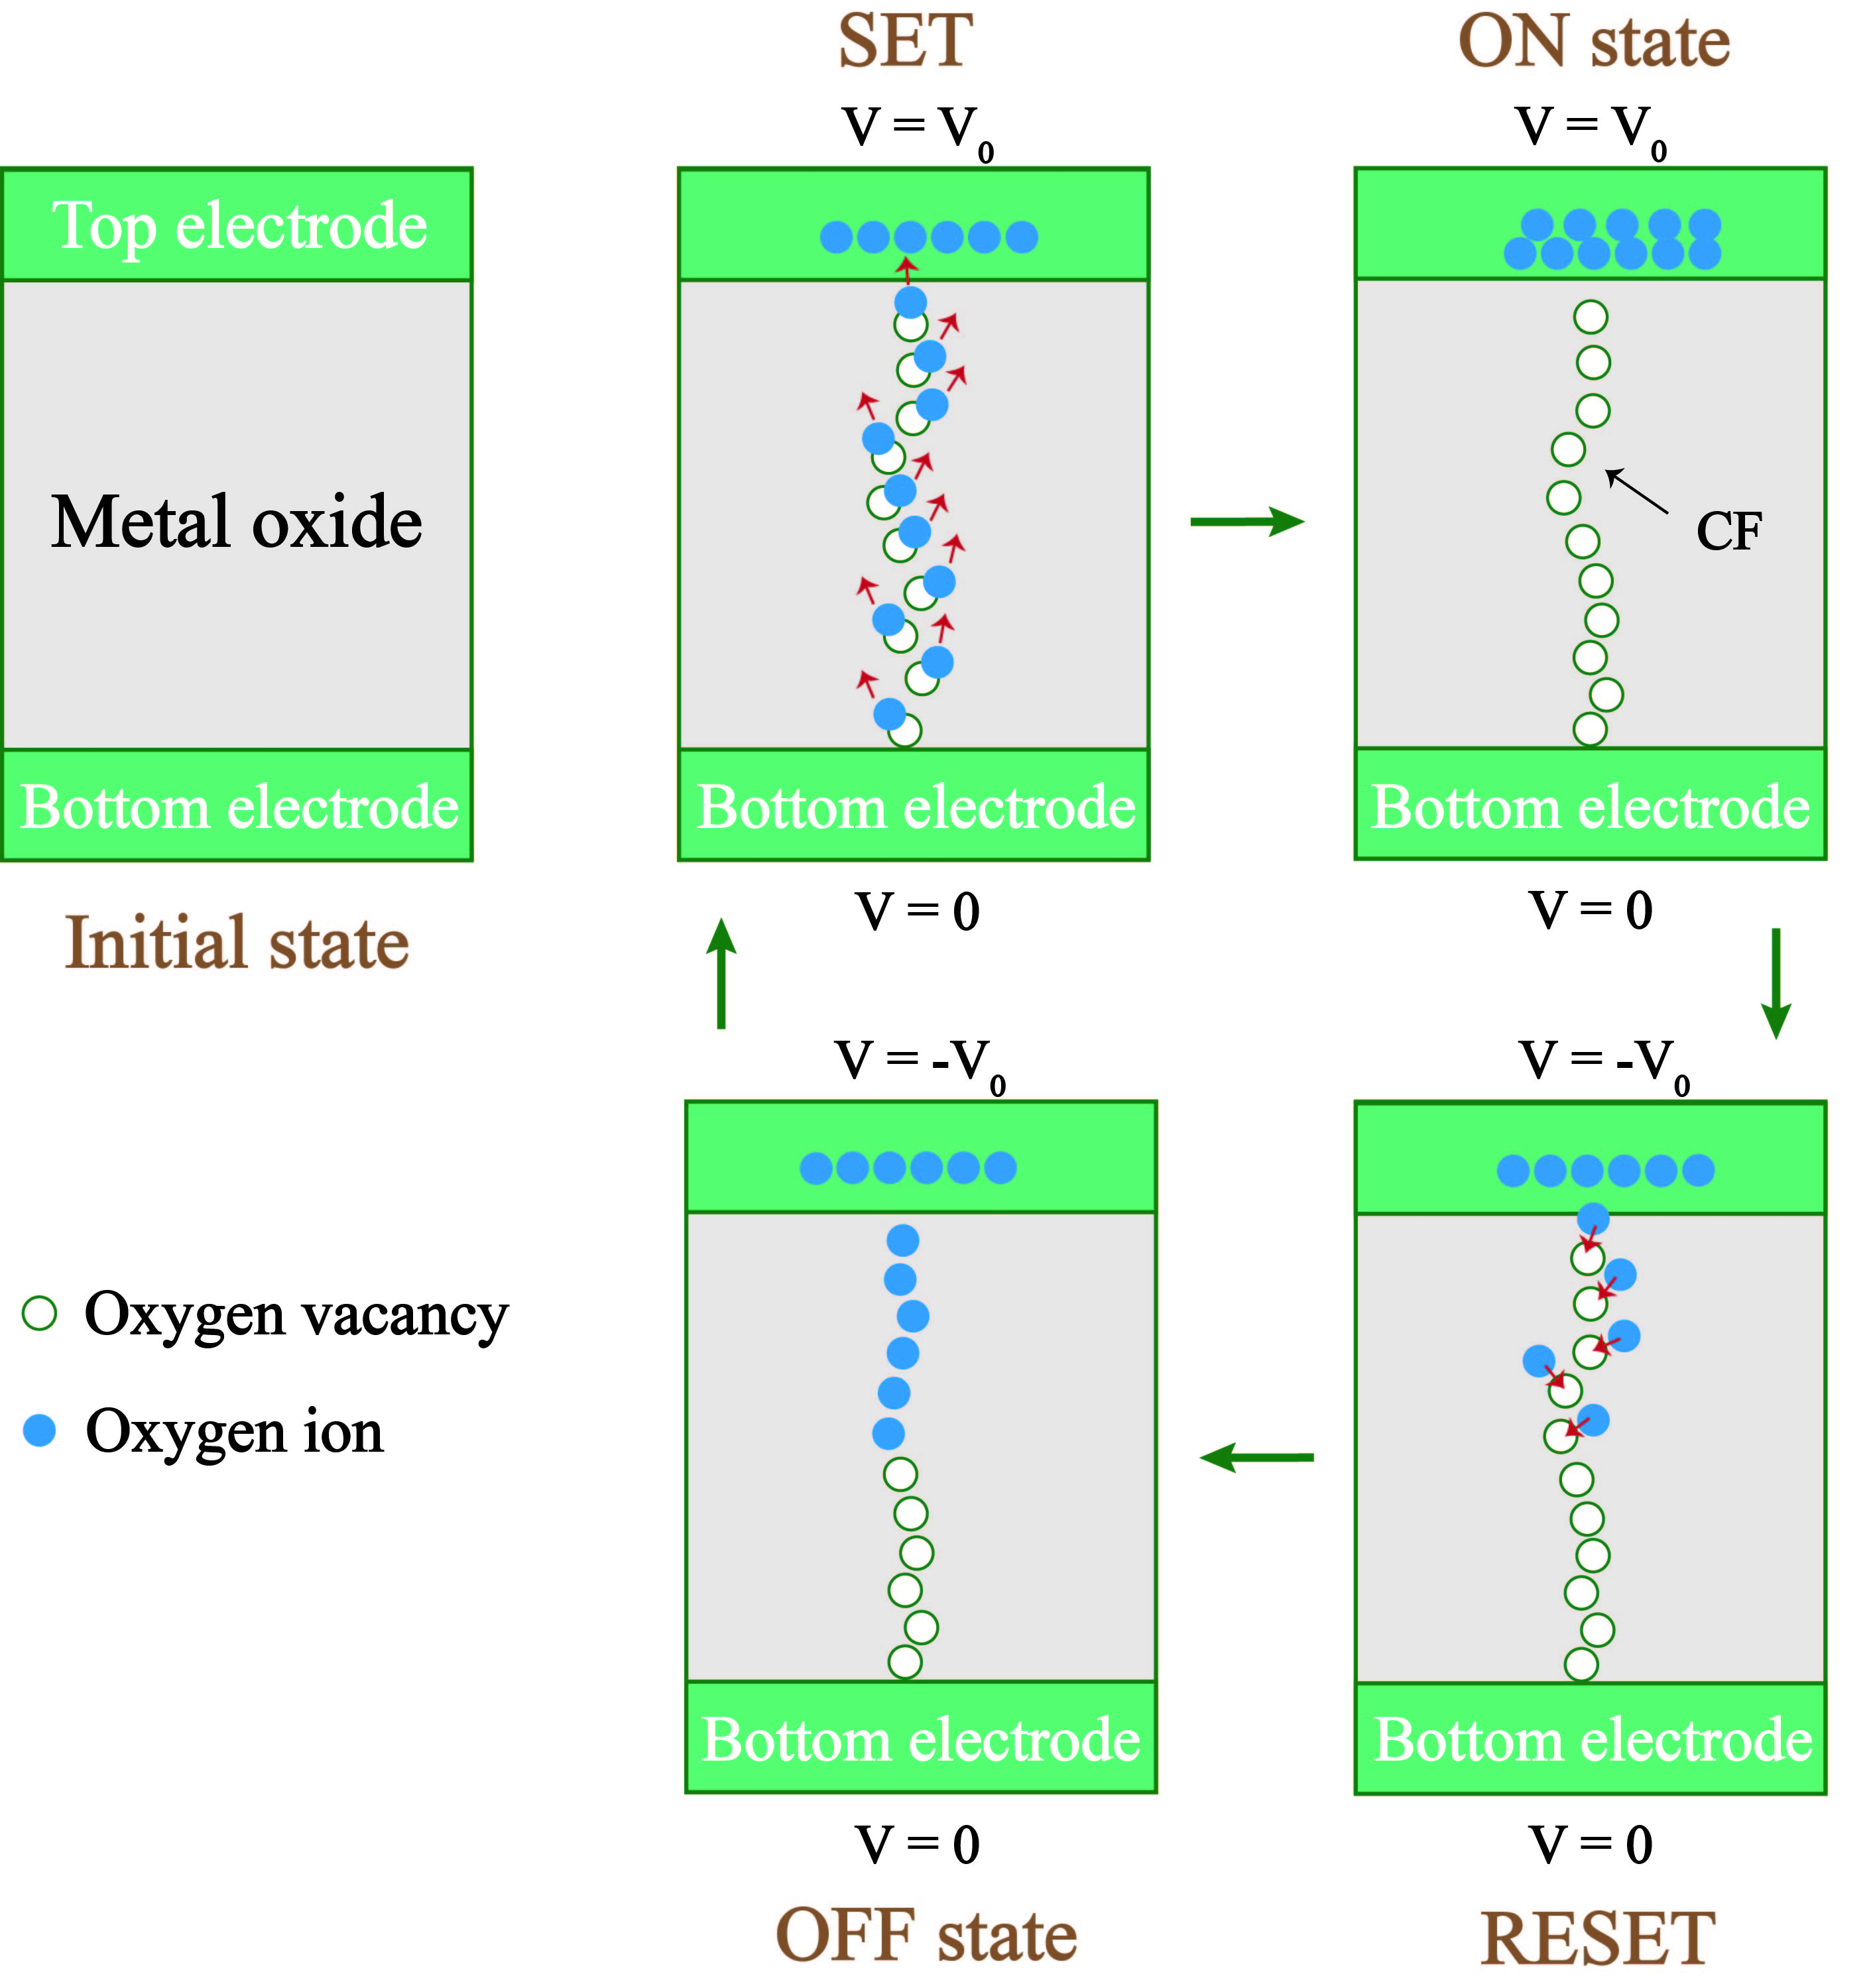 SET
V = V₀
ON state
V = V₀
Top electrode
Metal oxide
Bottom electrode
Initial state
Bottom electrode
V = 0
CF
Bottom electrode
V = 0
V = -V₀
V = -V₀
Oxygen vacancy
Oxygen ion
Bottom electrode
V = 0
OFF state
Bottom electrode
V = 0
RESET